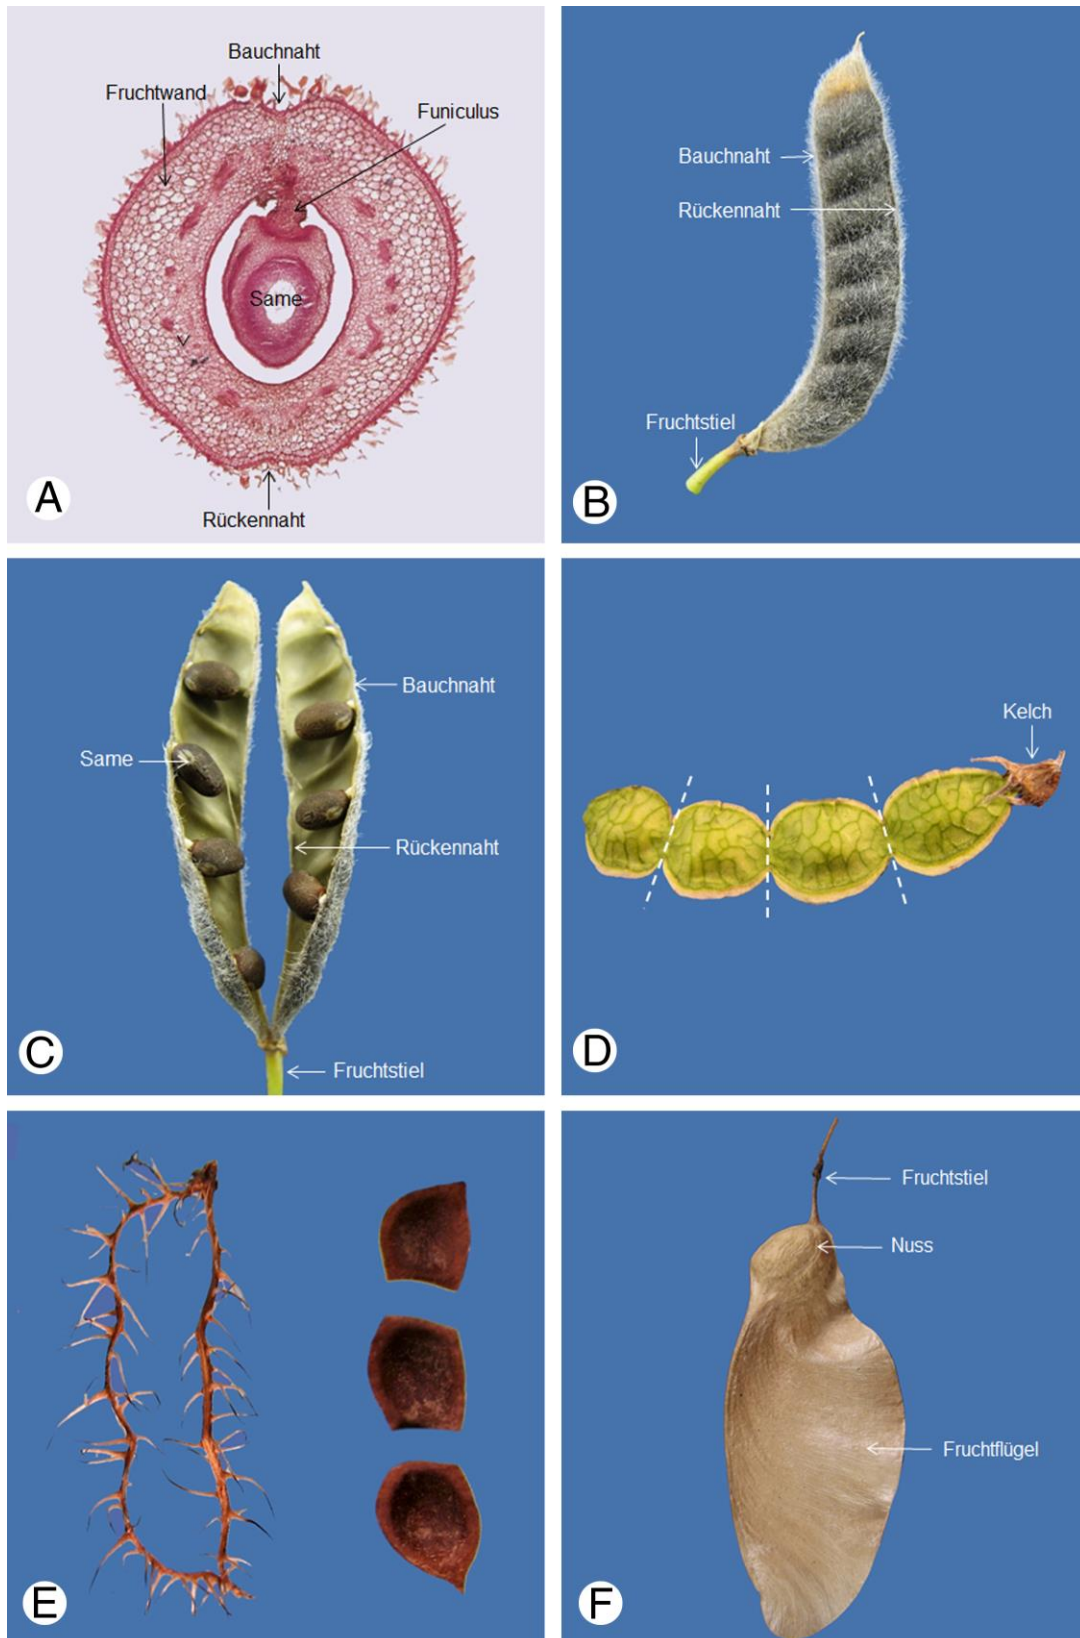 Bauchnaht
Fruchtwand
Funiculus
Same
Rückennaht
A
Bauchnaht
Rückennaht
Fruchtstiel
B
Bauchnaht
Same
Rückennaht
Fruchtstiel
C
Kelch
D
E
Fruchtstiel
Nuss
Fruchtflügel
F